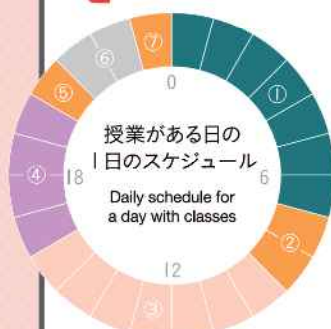 ⑦
⑥
①
0
⑤
授業がある日の
1日のスケジュール
④
18
6
Daily schedule for
a day with classes
②
12
③